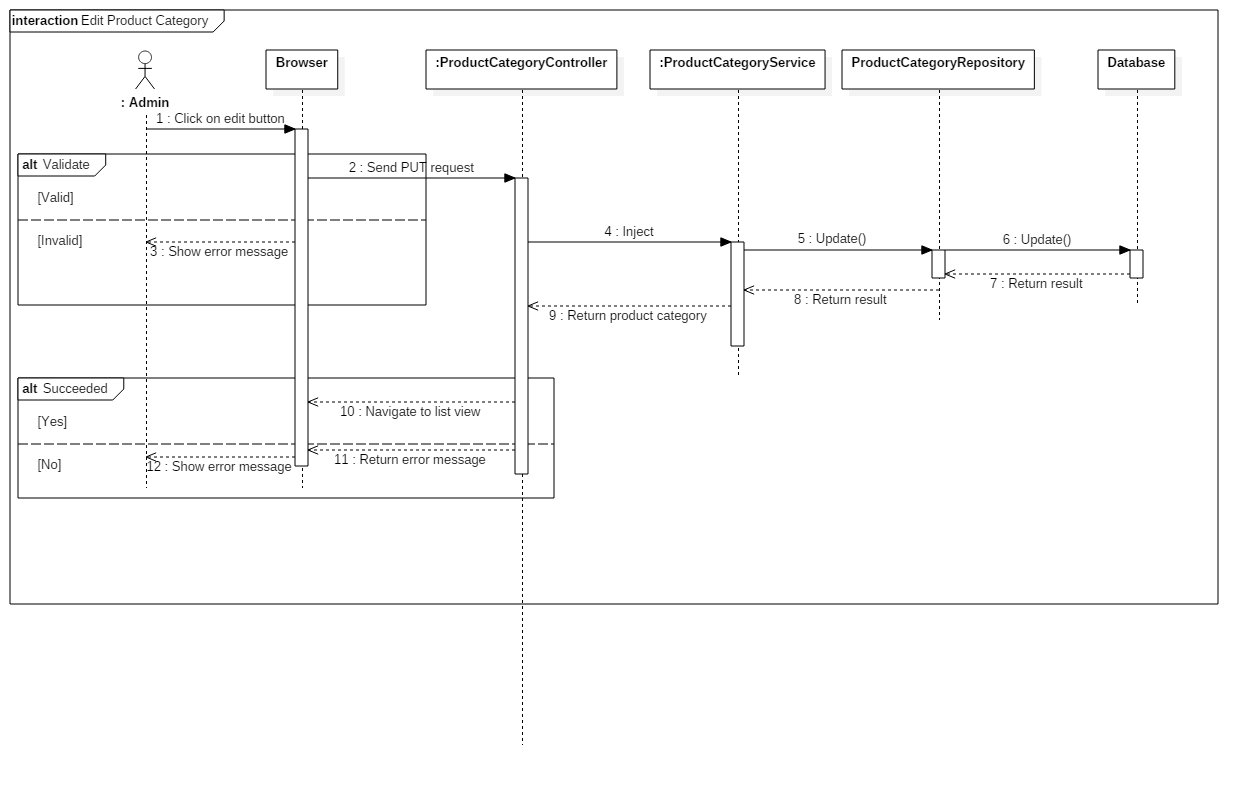 interaction Edit Product Category
: Admin
Browser
:ProductCategoryController
:ProductCategoryService
ProductCategoryRepository
Database
1 : Click on edit button
alt Validate
2 : Send PUT request
[Valid]
[Invalid]
3 : Show error message
4 : Inject
5 : Update()
6 : Update()
7 : Return result
8 : Return result
9 : Return product category
alt Succeeded
10 : Navigate to list view
[Yes]
[No]
11 : Return error message
12 : Show error message